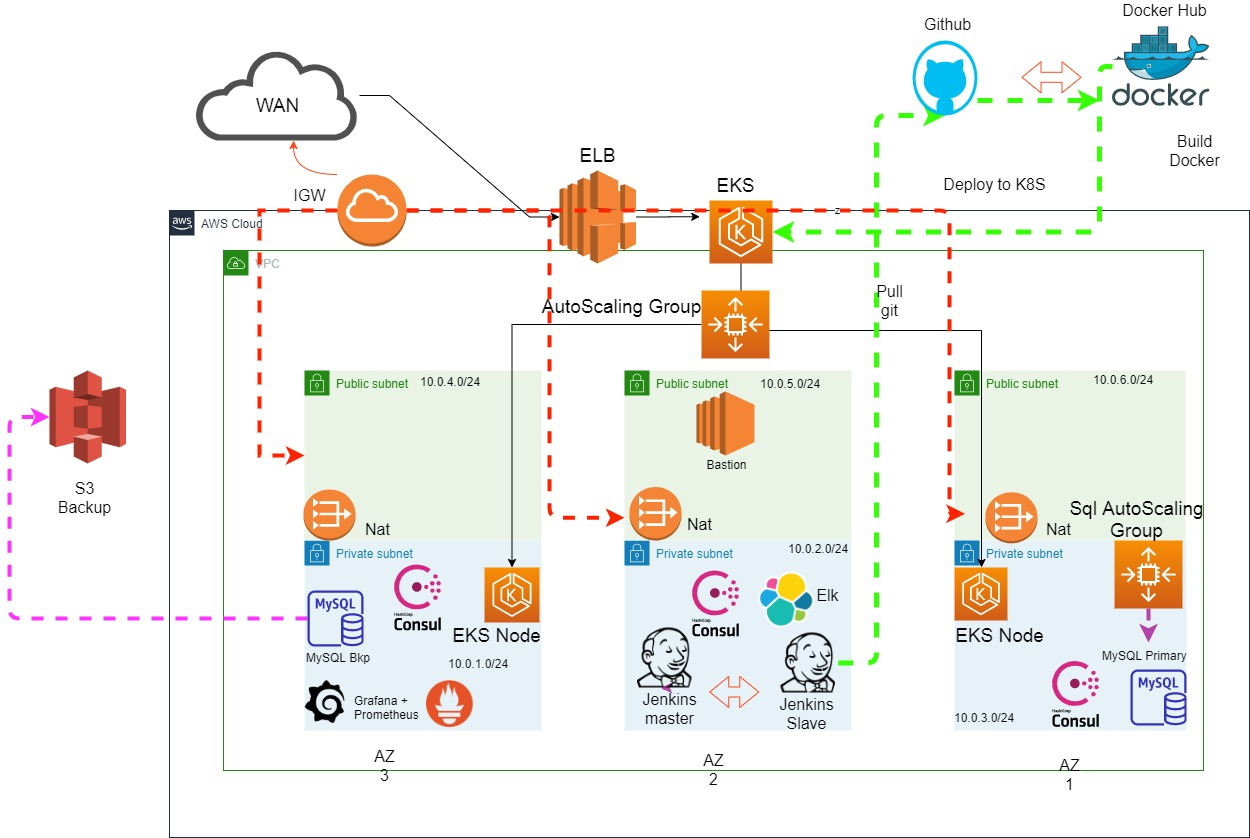 Github
Docker Hub
docker
Build
Docker
WAN
ELB
EKS
Deploy to K8S
IGW
z
aws
AWS Cloud
VPC
Pull
git
AutoScaling Group
Public subnet
10.0.4.0/24
Public subnet
10.0.5.0/24
Public subnet
10.0.6.0/24
Bastion
S3
Backup
Nat
Nat
Nat
Sql AutoScaling
Group
Private subnet
Private subnet
10.0.2.0/24
Private subnet
MySQL
HashiCorp
Consul
K
EKS Node
MySQL Bkp
10.0.1.0/24
Grafana +
Prometheus
HashiCorp
Consul
Elk
Jenkins
master
Jenkins
Slave
K
EKS Node
MySQL Primary
10.0.3.0/24
HashiCorp
Consul
MySQL
AZ
3
AZ
2
AZ
1
K